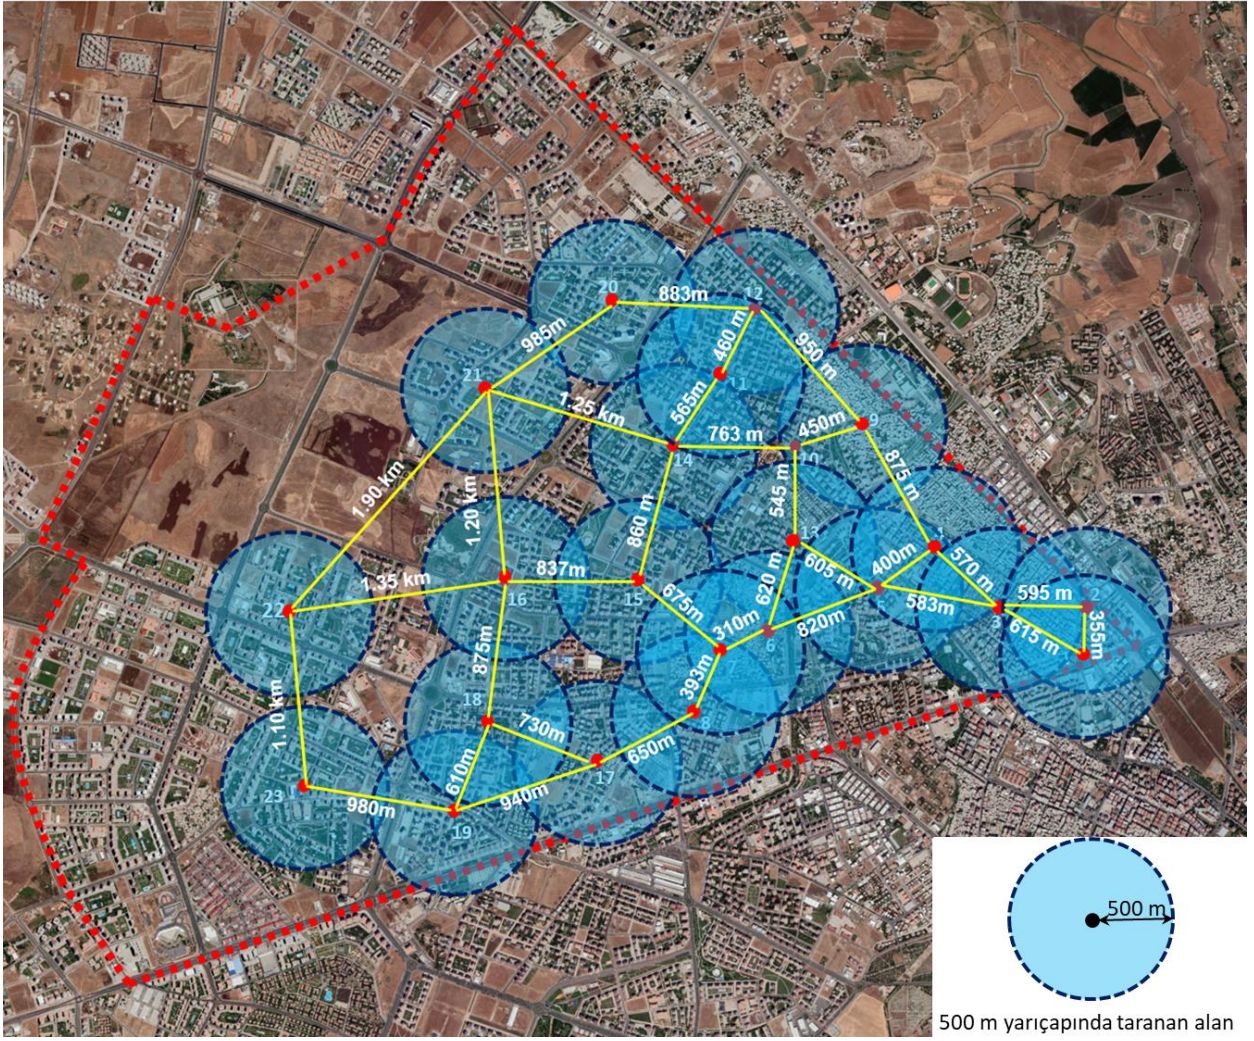 20
883m
12
985m
460 m
950 m
21
11
1.25 km
565m
763 m
450m
9
14
10
875 m
1.90 km
1.20 km
860 m
545 m
13
1
400m
570 m
837m
605 m
583m
595 m
2
1.35 km
16
15
675m
620 m
22
310m
820m
3
615 m
355m
6
7
875m
393m
18
8
730m
650m
1.10 km
17
610m
940m
23
980m
19
500 m
500 m yarıçapında taranan alan